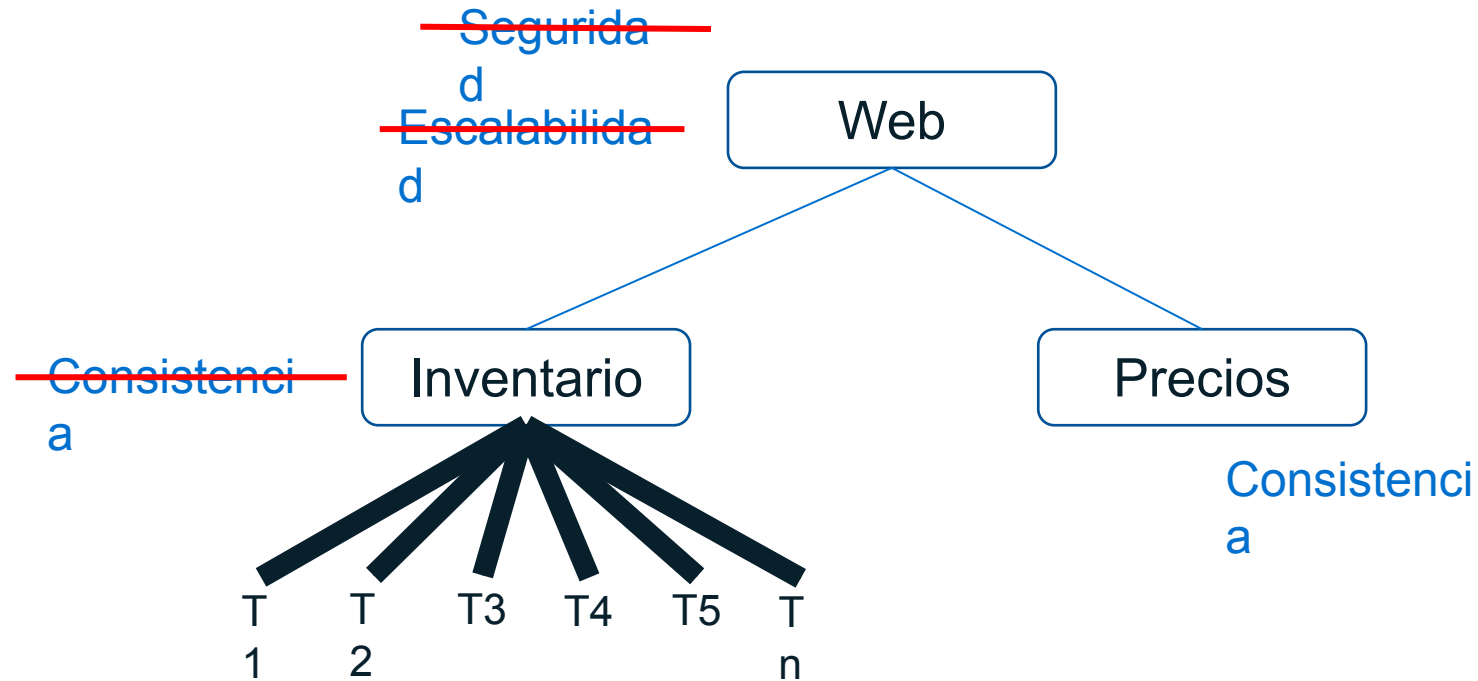 Segurida
d
Escalabilida
d
Web
Consistenci
a
Inventario
Precios
Consistenci
a
T
1
T
2
T3
T4
T5
T
n